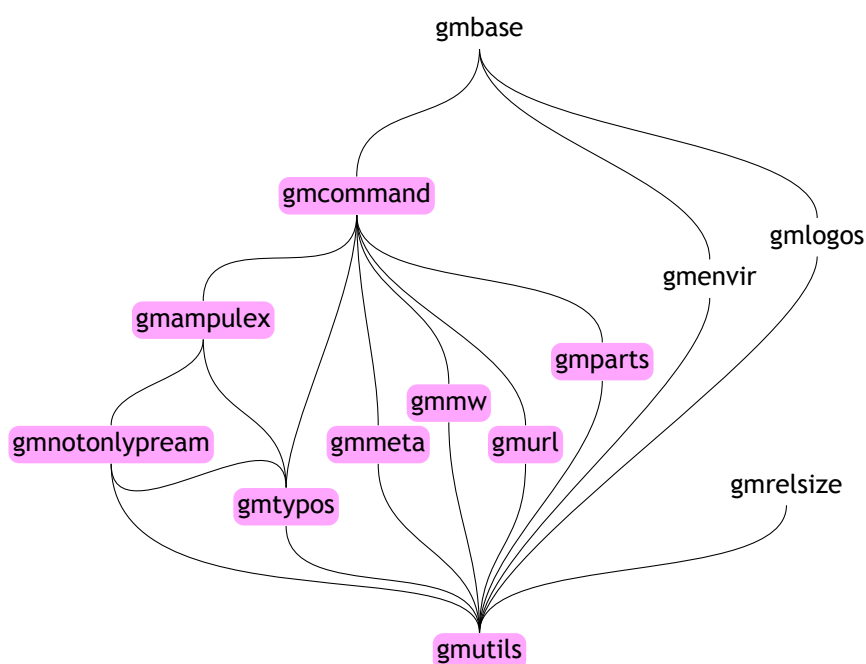 gmbase
gmcommand
gmlogos
gmenvir
gmampulex
gmparts
gmmw
gmnotonlypream
gmmeta
gmurl
gmrelsize
gmtypos
gmutils